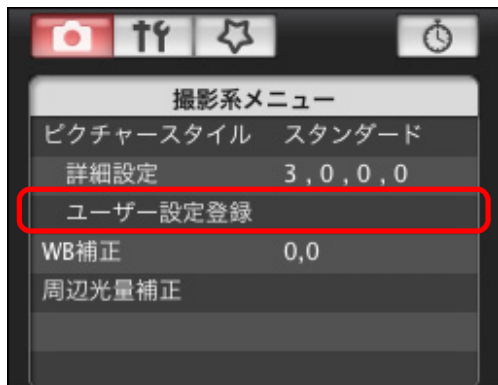 撮影系メニュー
ピクチャースタイル スタンダード
詳細設定 3,0,0,0
ユーザー設定登録
WB補正 0,0
周辺光量補正